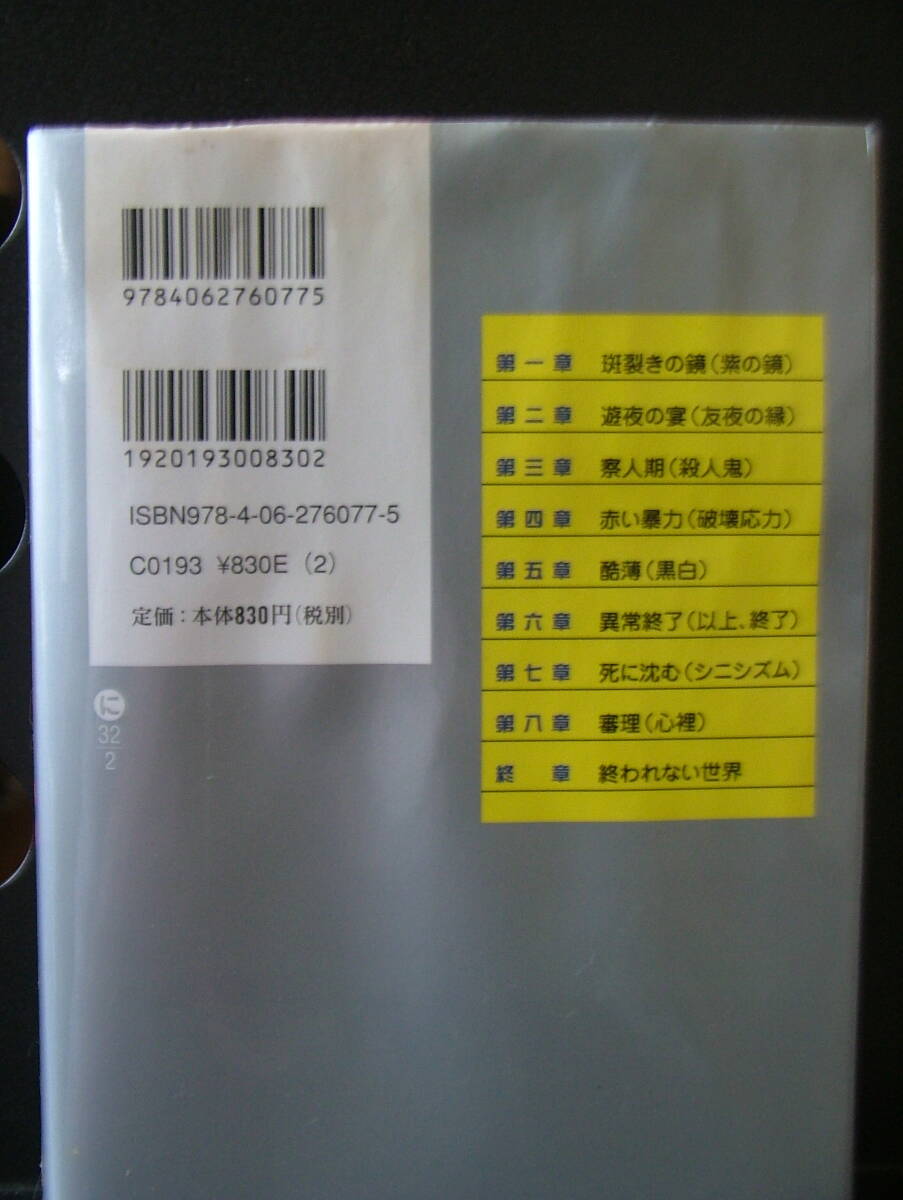 9784062760775
1920193008302
ISBN978-4-06-276077-5
C0193 ¥830E (2)
定価：本体830円(税別)
に
32
2
第一章 斑裂きの鏡(紫の鏡)
第二章 遊夜の宴(友夜の縁)
第三章 察人期(殺人鬼)
第四章 赤い暴力(破壊応力)
第五章 酷薄(黒白)
第六章 異常終了(以上、終了)
第七章 死に沈む(シニシズム)
第八章 審理(心裡)
終章 終われない世界